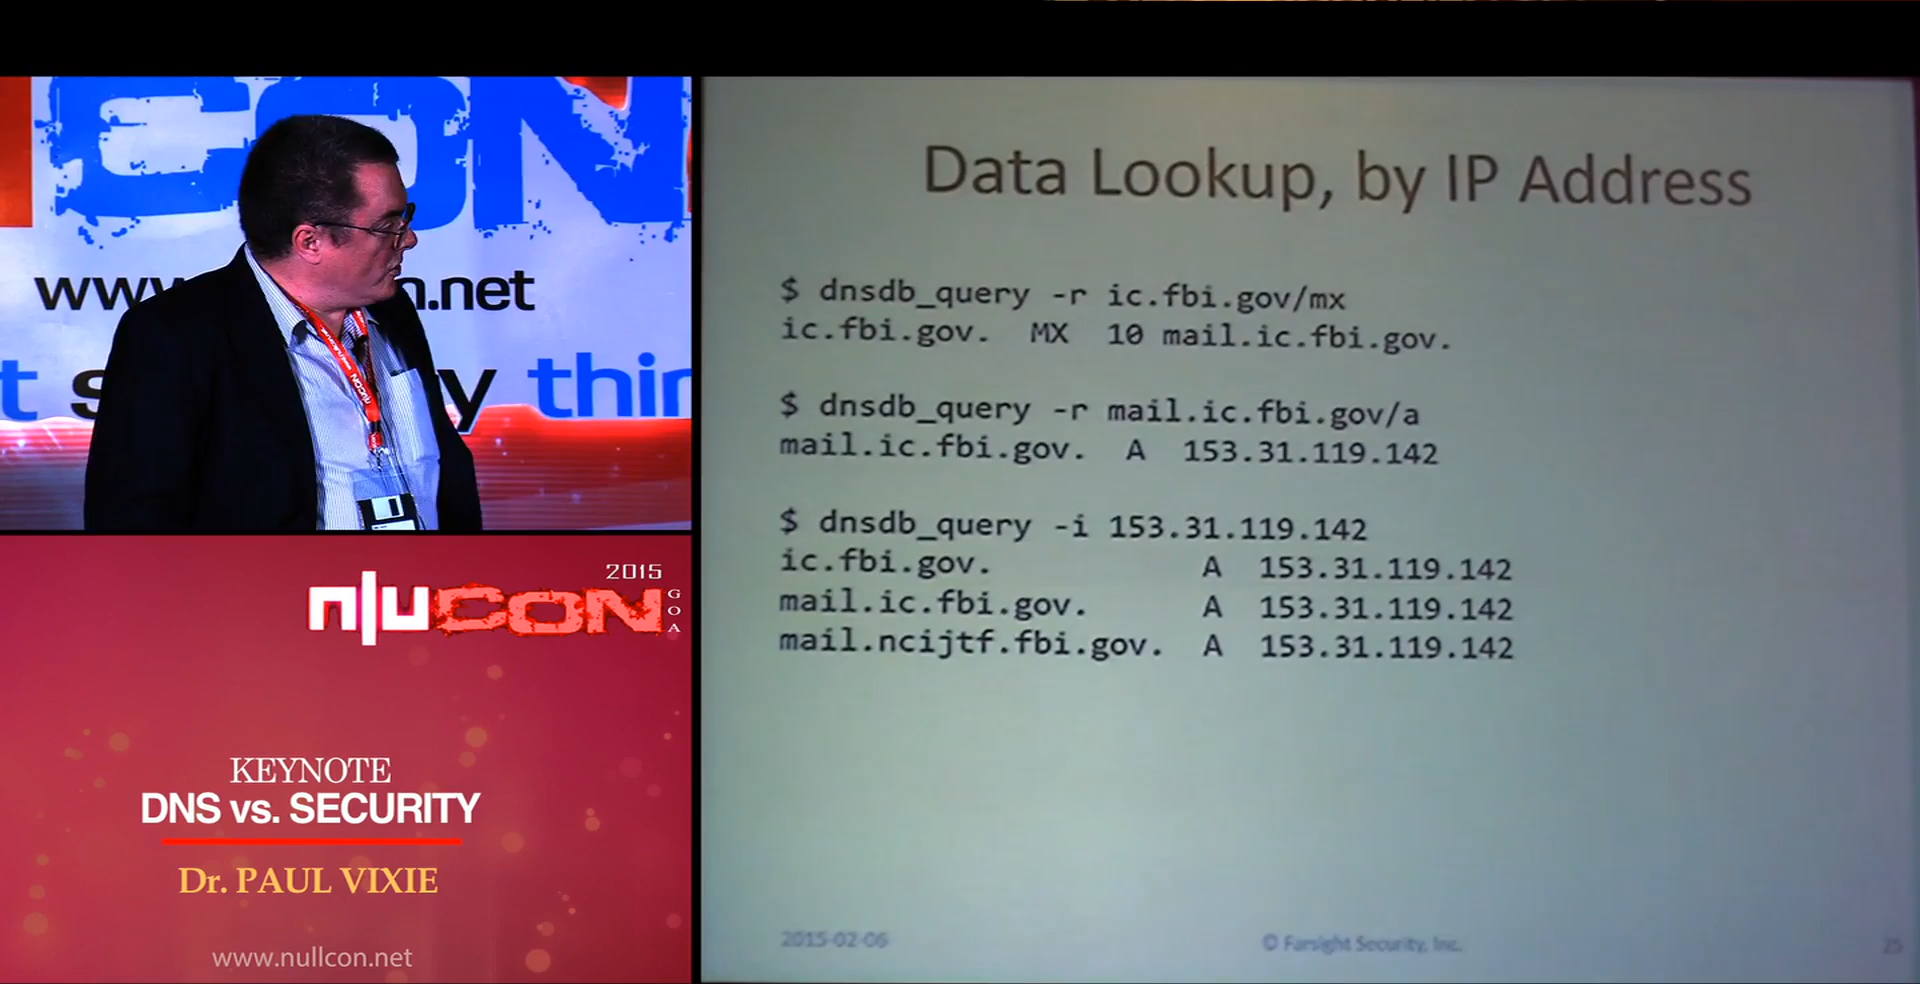 CON
www.
n.net
t s
y thin
2015
n|u CON
GOA
KEYNOTE
DNS vs. SECURITY
Dr. PAUL VIXIE
www.nullcon.net
Data Lookup, by IP Address
$ dnsdb_query -r ic.fbi.gov/mx
ic.fbi.gov. MX 10 mail.ic.fbi.gov.
$ dnsdb_query -r mail.ic.fbi.gov/a
mail.ic.fbi.gov. A 153.31.119.142
$ dnsdb_query -i 153.31.119.142
ic.fbi.gov. A 153.31.119.142
mail.ic.fbi.gov. A 153.31.119.142
mail.ncijtf.fbi.gov. A 153.31.119.142
2015-02-06
© Farsight Security, Inc.
25